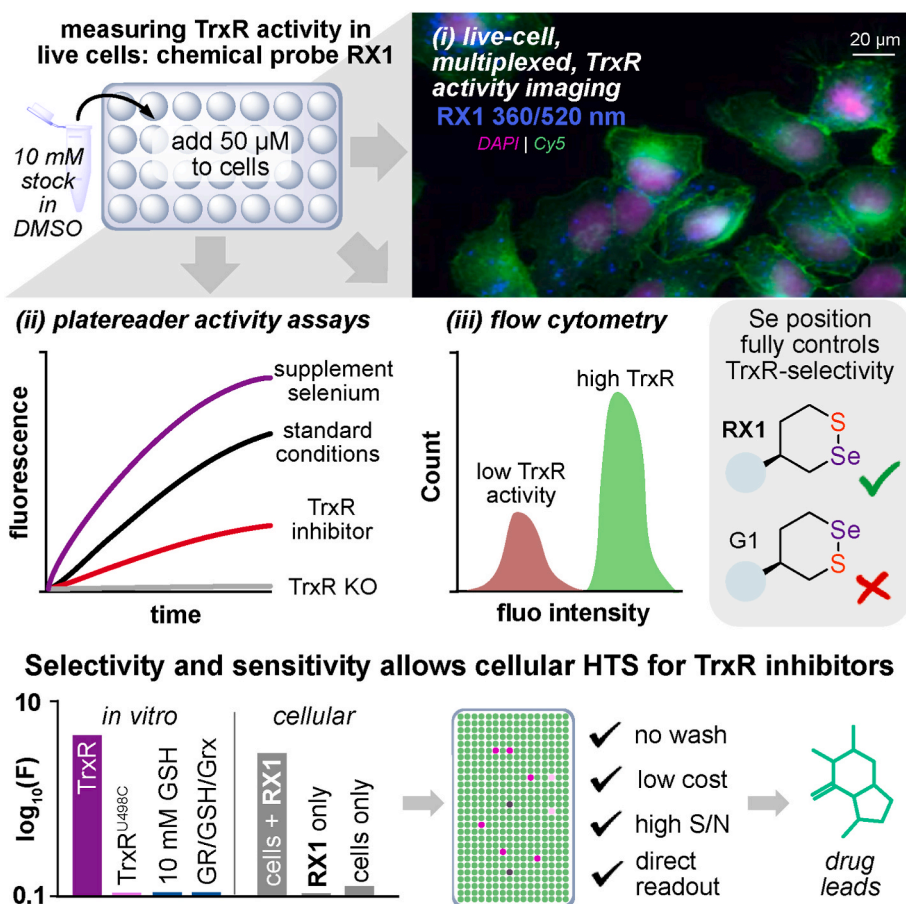 measuring TrxR activity in
live cells: chemical probe RX1
10 mM
stock
in
DMSO
add 50 µM
to cells
(i) live-cell,
multiplexed, TrxR
activity imaging
RX1 360/520 nm
DAPI | Cy5
20 µm
(ii) platereader activity assays
fluorescence
time
supplement
selenium
standard
conditions
TrxR
inhibitor
TrxR KO
(iii) flow cytometry
Count
fluo intensity
low TrxR
activity
high TrxR
Se position
fully controls
TrxR-selectivity
RX1
S
Se
G1
Se
S
Selectivity and sensitivity allows cellular HTS for TrxR inhibitors
log₁₀(F)
10
0.1
in vitro
TrxR
TrxRᵁ⁴⁹⁸ᶜ
10 mM GSH
GR/GSH/Grx
cellular
cells + RX1
RX1 only
cells only
no wash
low cost
high S/N
direct
readout
drug
leads